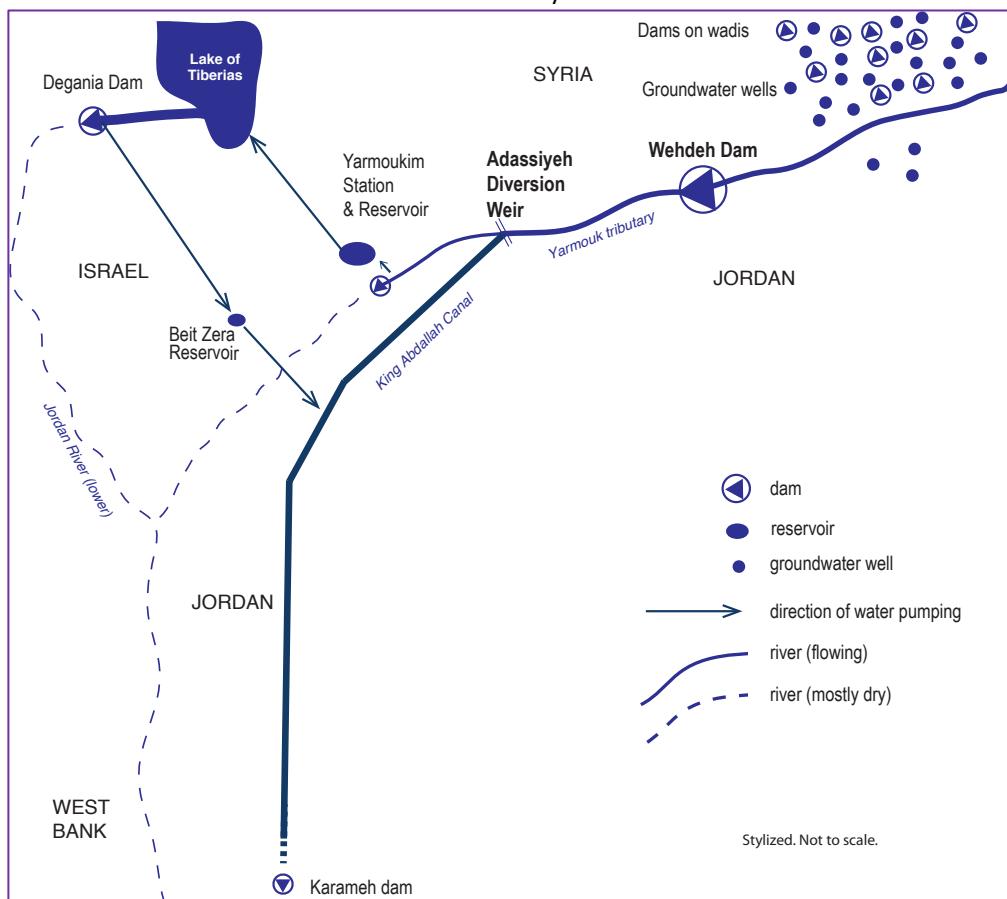 Lake of
Tiberias
Dams on wadis
SYRIA
Degania Dam
Groundwater wells
Wehdeh Dam
Adassiyeh
Diversion
Weir
Yarmoukim
Station
& Reservoir
Yarmouk tributary
ISRAEL
JORDAN
Beit Zera
Reservoir
King Abdallah Canal
Jordan River (lower)
dam
reservoir
groundwater well
JORDAN
direction of water pumping
river (flowing)
river (mostly dry)
WEST
BANK
Stylized. Not to scale.
Karameh dam